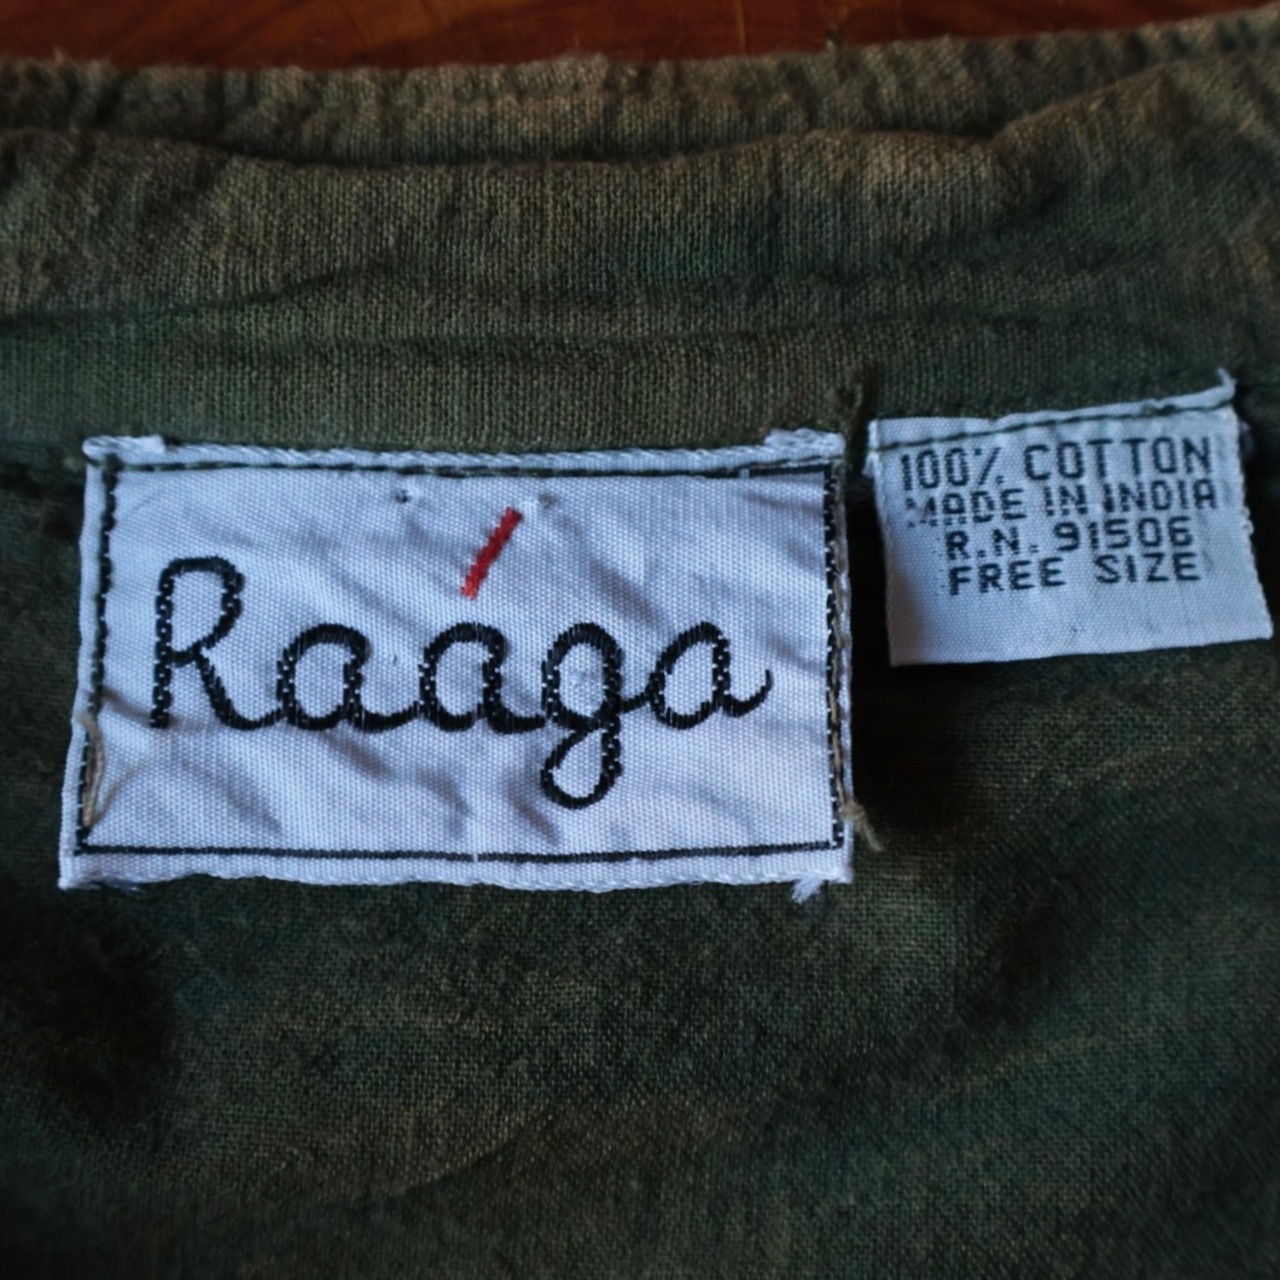 Raága
100% COTTON
MADE IN INDIA
R.N. 91506
FREE SIZE